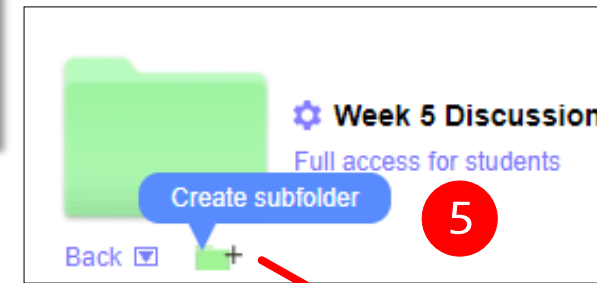 Week 5 Discussion
Full access for students
Create subfolder
5
Back